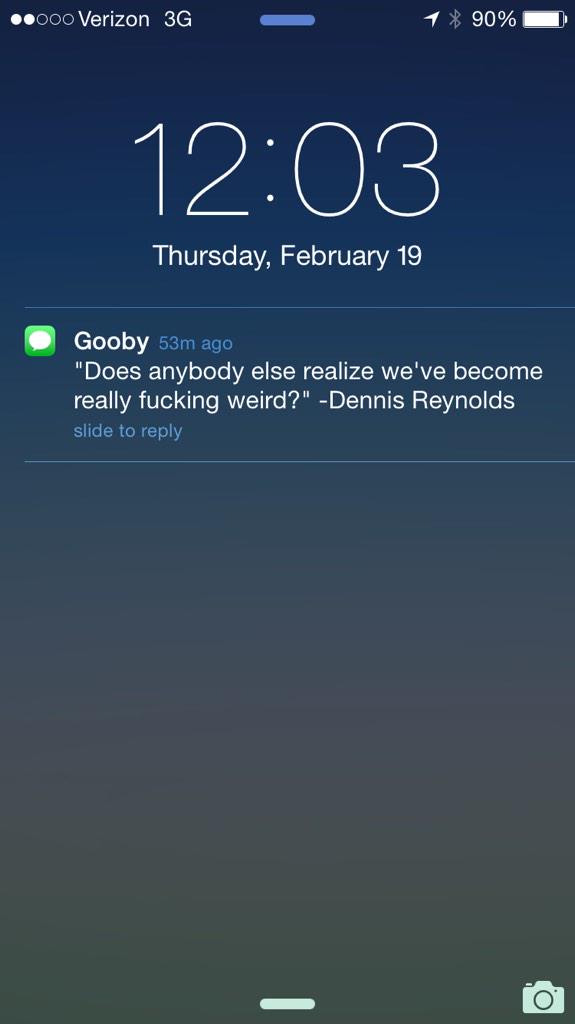 Verizon 3G 90%
12:03
Thursday, February 19
Gooby 53m ago
"Does anybody else realize we've become
really fucking weird?" -Dennis Reynolds
slide to reply